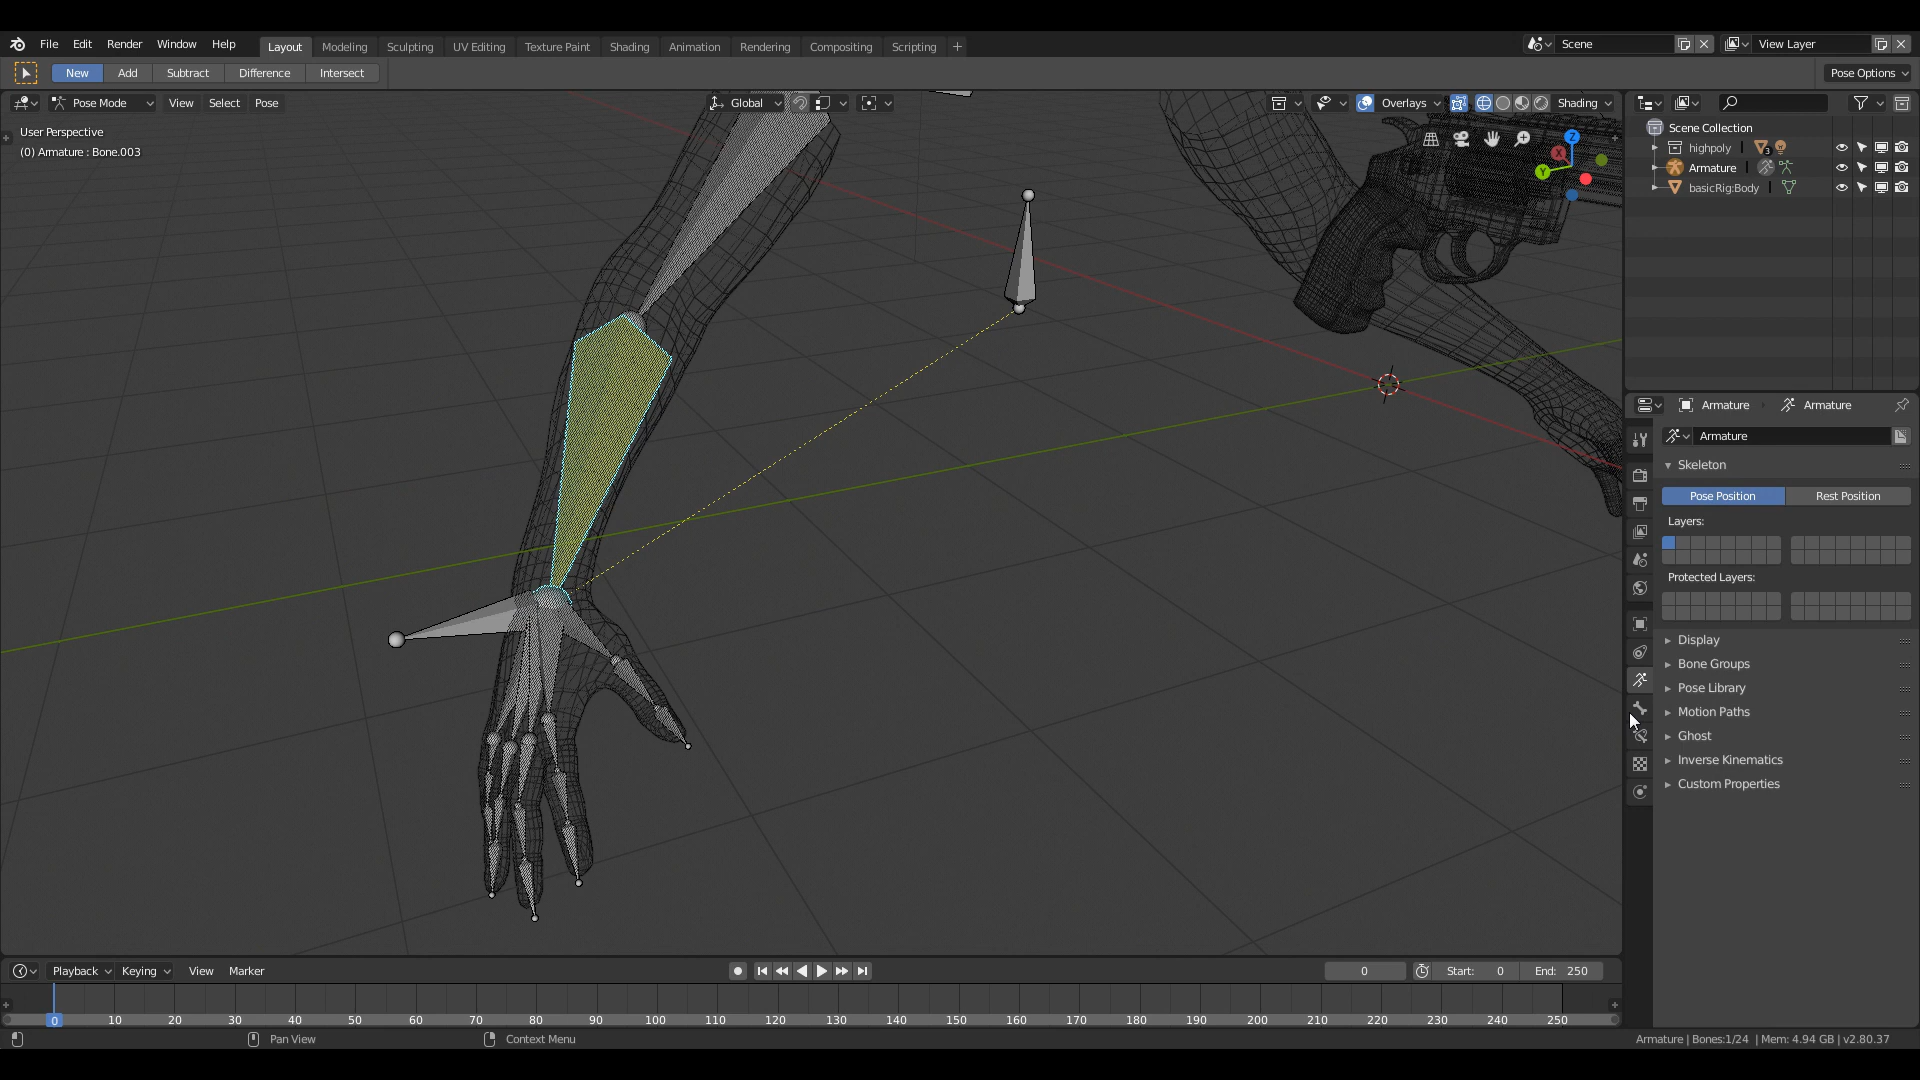 File Edit Render Window Help Layout Modeling Sculpting UV Editing Texture Paint Shading Animation Rendering Compositing Scripting Scene View Layer
New Add Subtract Difference Intersect Pose Options
Pose Mode View Select Pose Global Overlays Shading
User Perspective
(0) Armature : Bone.003
Z
X
Y
Scene Collection
highpoly 3
Armature
basicRig:Body
Armature Armature
Armature
Skeleton
Pose Position Rest Position
Layers:
Protected Layers:
Display
Bone Groups
Pose Library
Motion Paths
Ghost
Inverse Kinematics
Custom Properties
Playback Keying View Marker 0 Start: 0 End: 250
0 10 20 30 40 50 60 70 80 90 100 110 120 130 140 150 160 170 180 190 200 210 220 230 240 250
Pan View Context Menu Armature | Bones:1/24 | Mem: 4.94 GB | v2.80.37